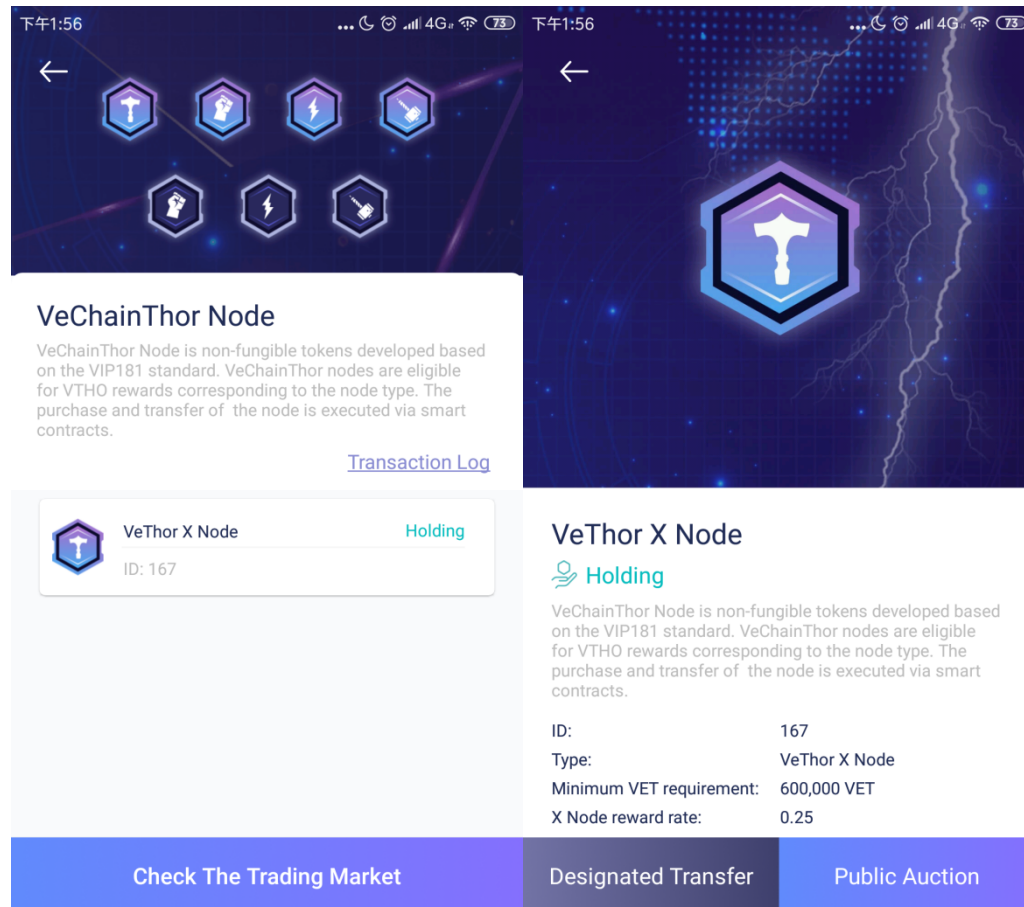 下午1:56
... 4G 73
VeChainThor Node
VeChainThor Node is non-fungible tokens developed based
on the VIP181 standard. VeChainThor nodes are eligible
for VTHO rewards corresponding to the node type. The
purchase and transfer of  the node is executed via smart
contracts.
Transaction Log
VeThor X Node
Holding
ID: 167
Check The Trading Market
下午1:56
... 4G 73
VeThor X Node
Holding
VeChainThor Node is non-fungible tokens developed based
on the VIP181 standard. VeChainThor nodes are eligible
for VTHO rewards corresponding to the node type. The
purchase and transfer of  the node is executed via smart
contracts.
ID: 167
Type: VeThor X Node
Minimum VET requirement: 600,000 VET
X Node reward rate: 0.25
Designated Transfer
Public Auction